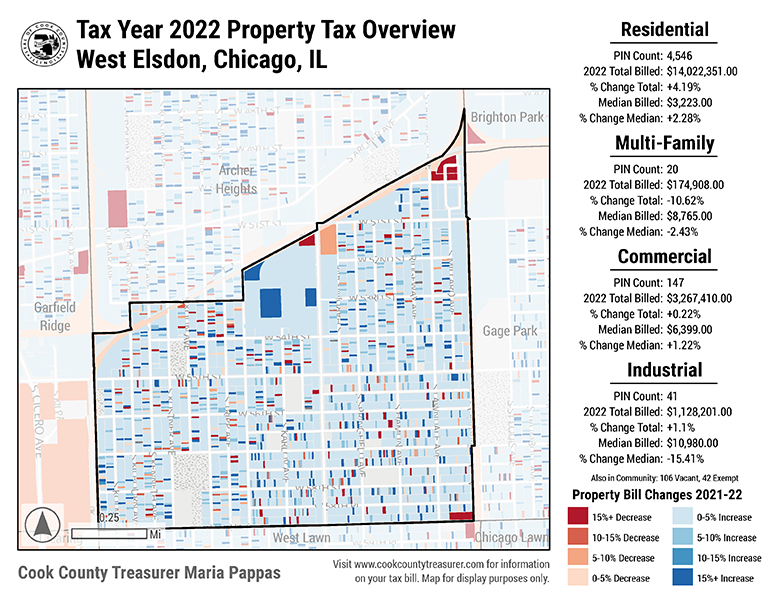 Tax Year 2022 Property Tax Overview
West Elsdon, Chicago, IL
Brighton Park
Archer
Heights
W 51ST ST
W 51ST ST
W 52ND ST
W 53RD ST
Garfield
Ridge
Gage Park
W 54TH ST
W 55TH ST
W 56TH ST
S CICERO AVE
W 58TH ST
0.25
Mi
West Lawn
Chicago Lawn
Residential
PIN Count: 4,546
2022 Total Billed: $14,022,351.00
% Change Total: +4.19%
Median Billed: $3,223.00
% Change Median: +2.28%
Multi-Family
PIN Count: 20
2022 Total Billed: $174,908.00
% Change Total: -10.62%
Median Billed: $8,765.00
% Change Median: -2.43%
Commercial
PIN Count: 147
2022 Total Billed: $3,267,410.00
% Change Total: +0.22%
Median Billed: $6,399.00
% Change Median: +1.22%
Industrial
PIN Count: 41
2022 Total Billed: $1,128,201.00
% Change Total: +1.1%
Median Billed: $10,980.00
% Change Median: -15.41%
Also in Community: 106 Vacant, 42 Exempt
Property Bill Changes 2021-22
15%+ Decrease
10-15% Decrease
5-10% Decrease
0-5% Decrease
0-5% Increase
5-10% Increase
10-15% Increase
15%+ Increase
Cook County Treasurer Maria Pappas
Visit www.cookcountytreasurer.com for information
on your tax bill. Map for display purposes only.